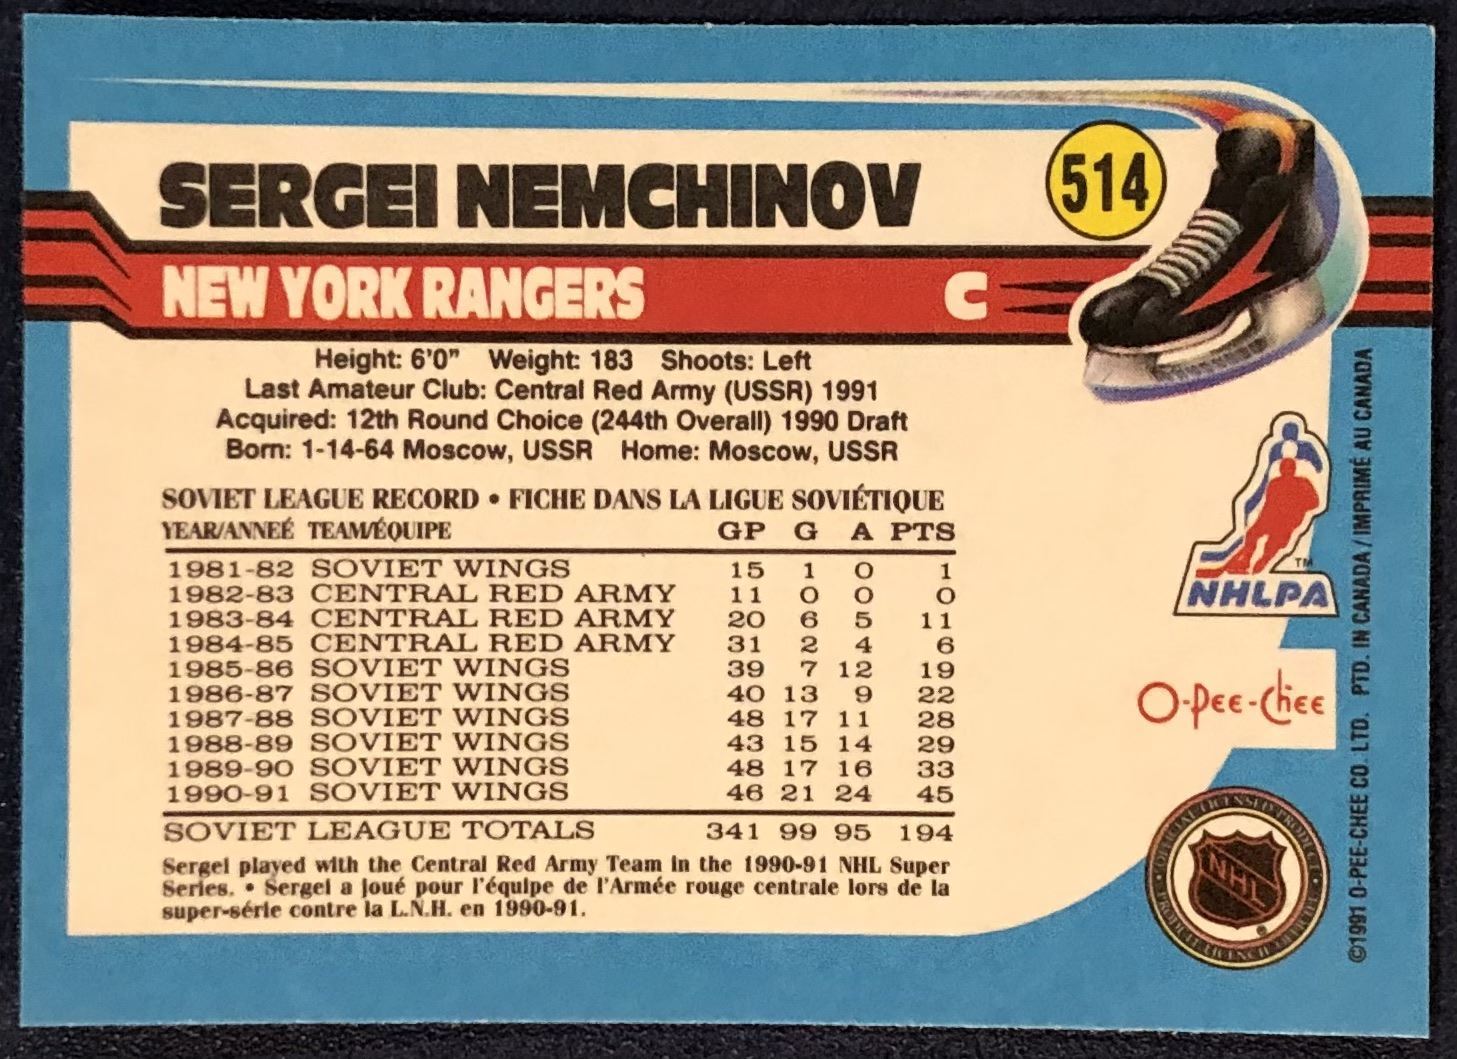 514
SERGEI NEMCHINOV
NEW YORK RANGERS C
Height: 6'0" Weight: 183 Shoots: Left
Last Amateur Club: Central Red Army (USSR) 1991
Acquired: 12th Round Choice (244th Overall) 1990 Draft
Born: 1-14-64 Moscow, USSR Home: Moscow, USSR
SOVIET LEAGUE RECORD • FICHE DANS LA LIGUE SOVIÉTIQUE
YEAR/ANNEÉ TEAM/ÉQUIPE GP G A PTS
1981-82 SOVIET WINGS 15 1 0 1
1982-83 CENTRAL RED ARMY 11 0 0 0
1983-84 CENTRAL RED ARMY 20 6 5 11
1984-85 CENTRAL RED ARMY 31 2 4 6
1985-86 SOVIET WINGS 39 7 12 19
1986-87 SOVIET WINGS 40 13 9 22
1987-88 SOVIET WINGS 48 17 11 28
1988-89 SOVIET WINGS 43 15 14 29
1989-90 SOVIET WINGS 48 17 16 33
1990-91 SOVIET WINGS 46 21 24 45
SOVIET LEAGUE TOTALS 341 99 95 194
Sergei played with the Central Red Army Team in the 1990-91 NHL Super
Series. • Sergei a joué pour l'équipe de l'Armée rouge centrale lors de la
super-série contre la L.N.H. en 1990-91.
NHLPA TM
O-Pee-Chee
OFFICIAL LICENSED PRODUCT
NHL ®
PRODUIT LICENCIÉ OFFICIEL
©1991 O-PEE-CHEE CO. LTD. PTD. IN CANADA / IMPRIMÉ AU CANADA